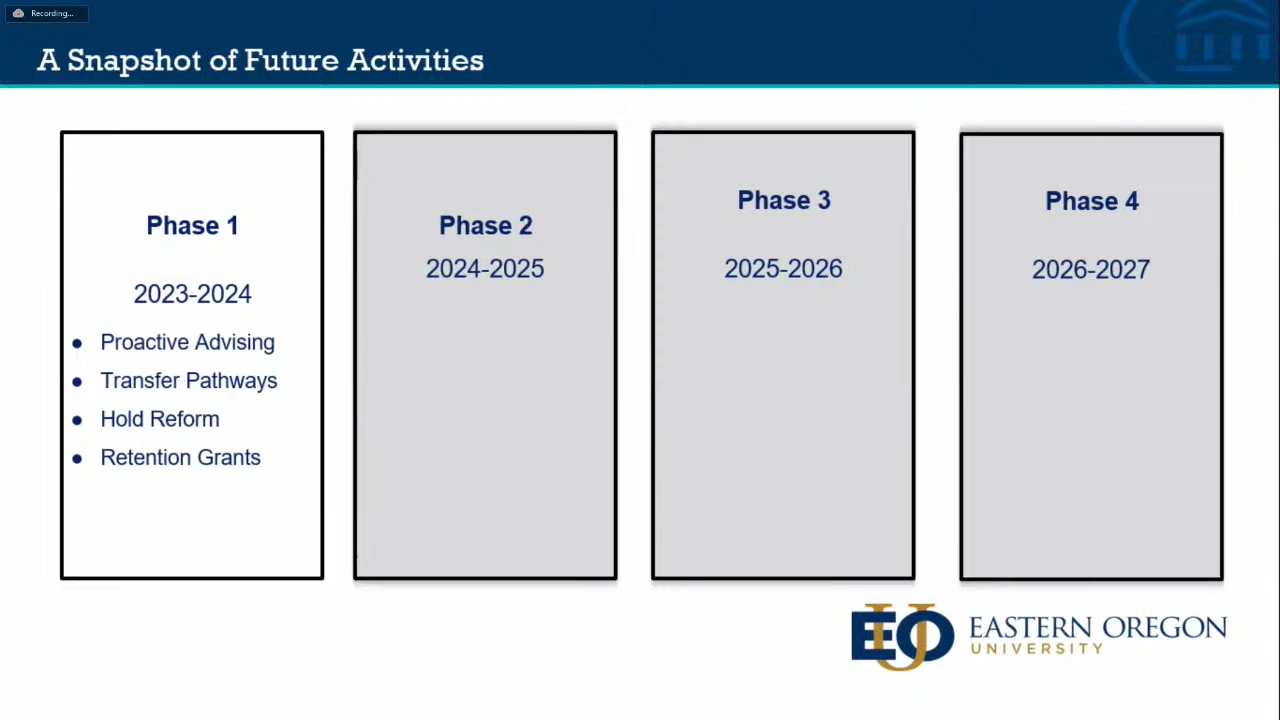 Recording...
A Snapshot of Future Activities
Phase 1
2023-2024
● Proactive Advising
● Transfer Pathways
● Hold Reform
● Retention Grants
Phase 2
2024-2025
Phase 3
2025-2026
Phase 4
2026-2027
EOU
EASTERN OREGON
UNIVERSITY